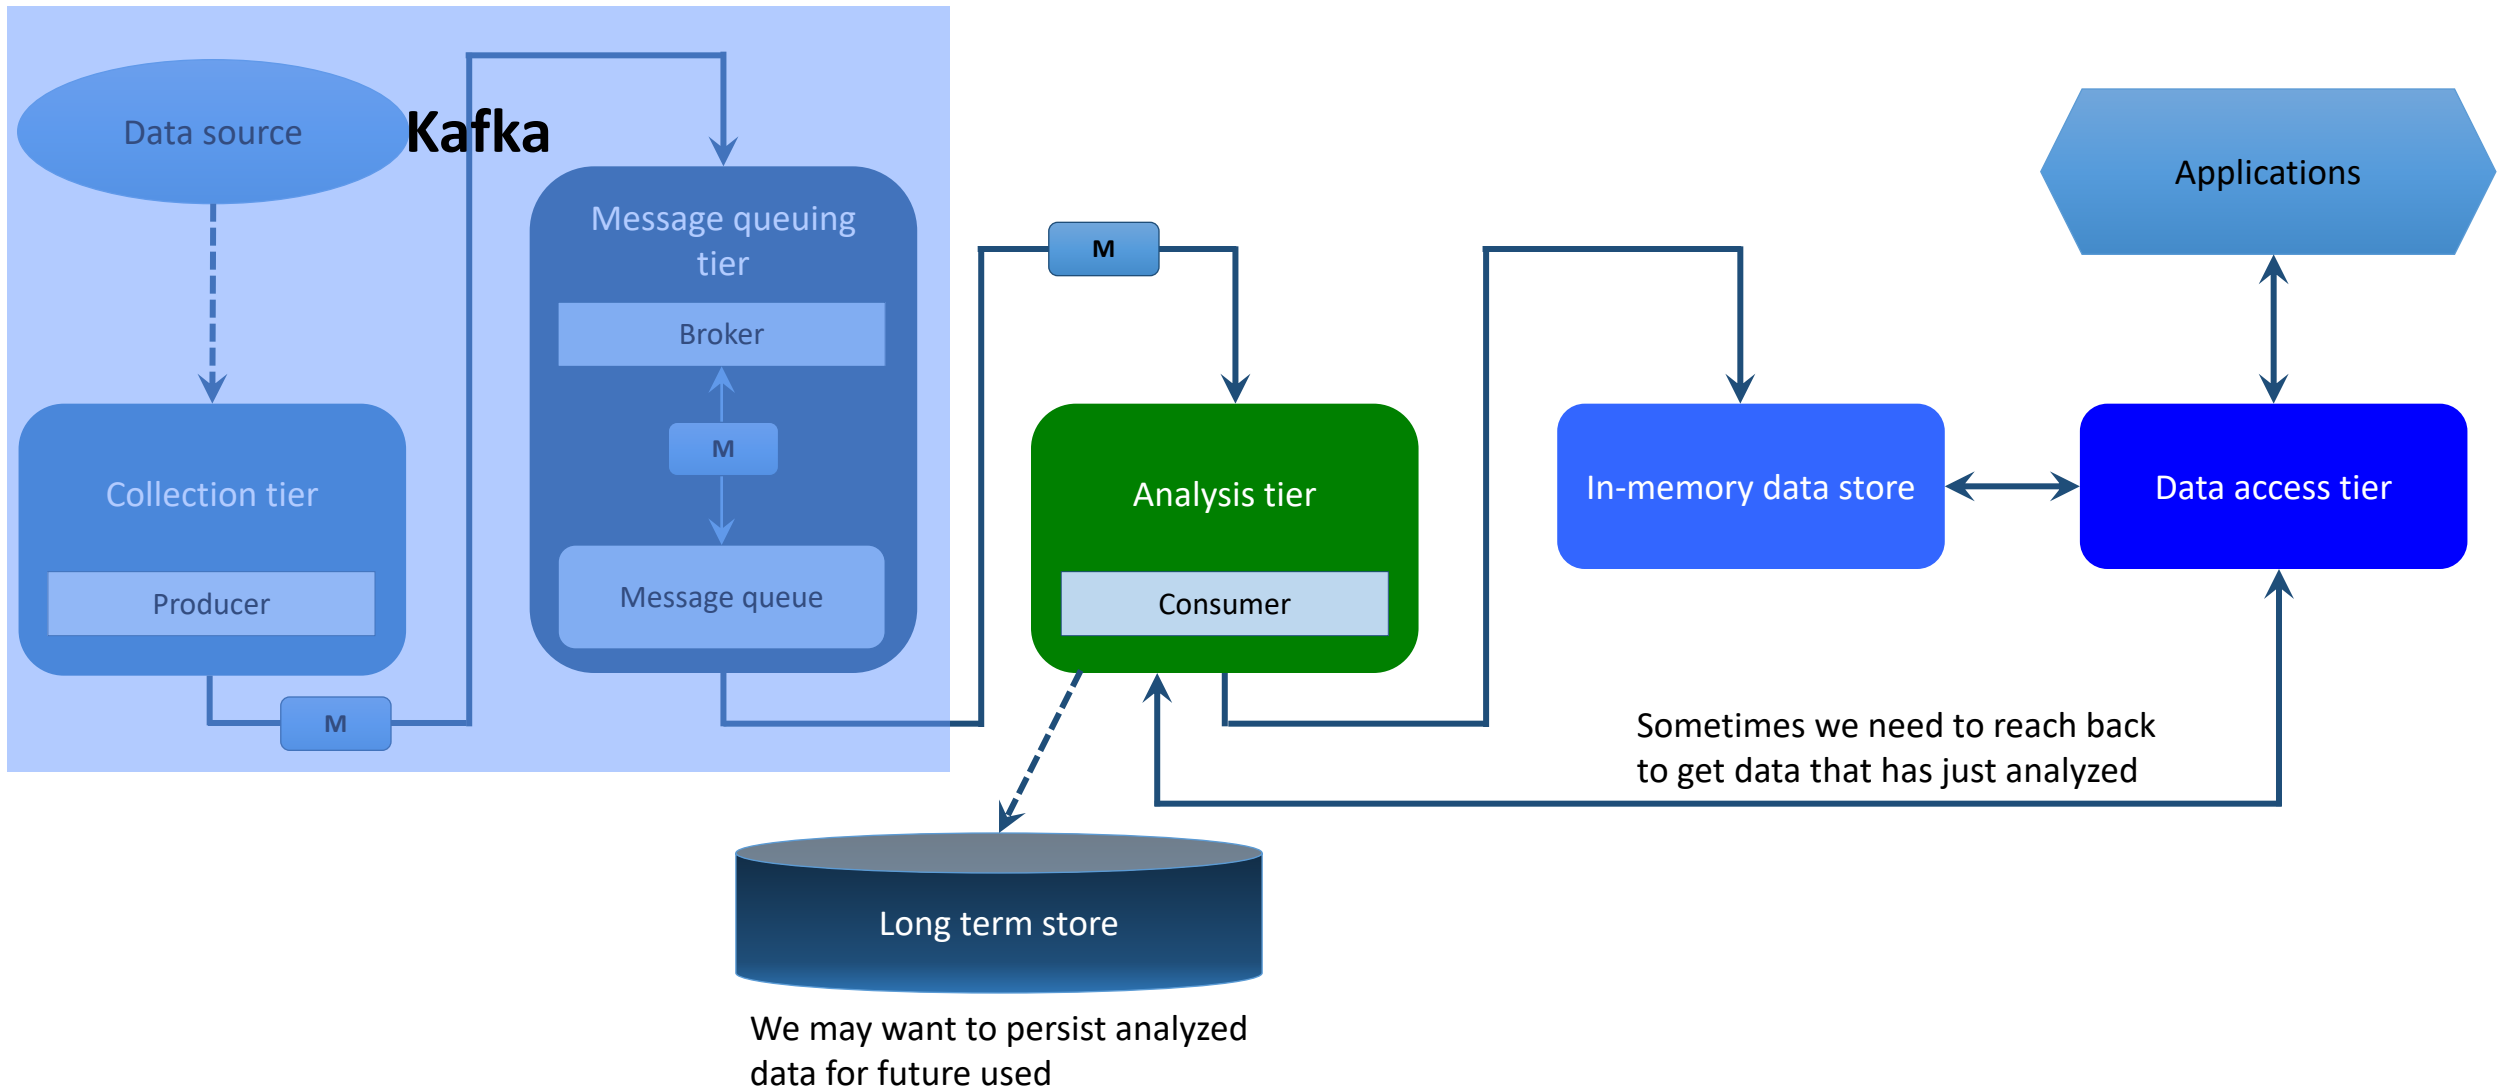 Data source
Kafka
Message queuing
tier
Broker
M
Message queue
Collection tier
Producer
M
M
Analysis tier
Consumer
In-memory data store
Applications
Data access tier
Sometimes we need to reach back
to get data that has just analyzed
Long term store
We may want to persist analyzed
data for future used